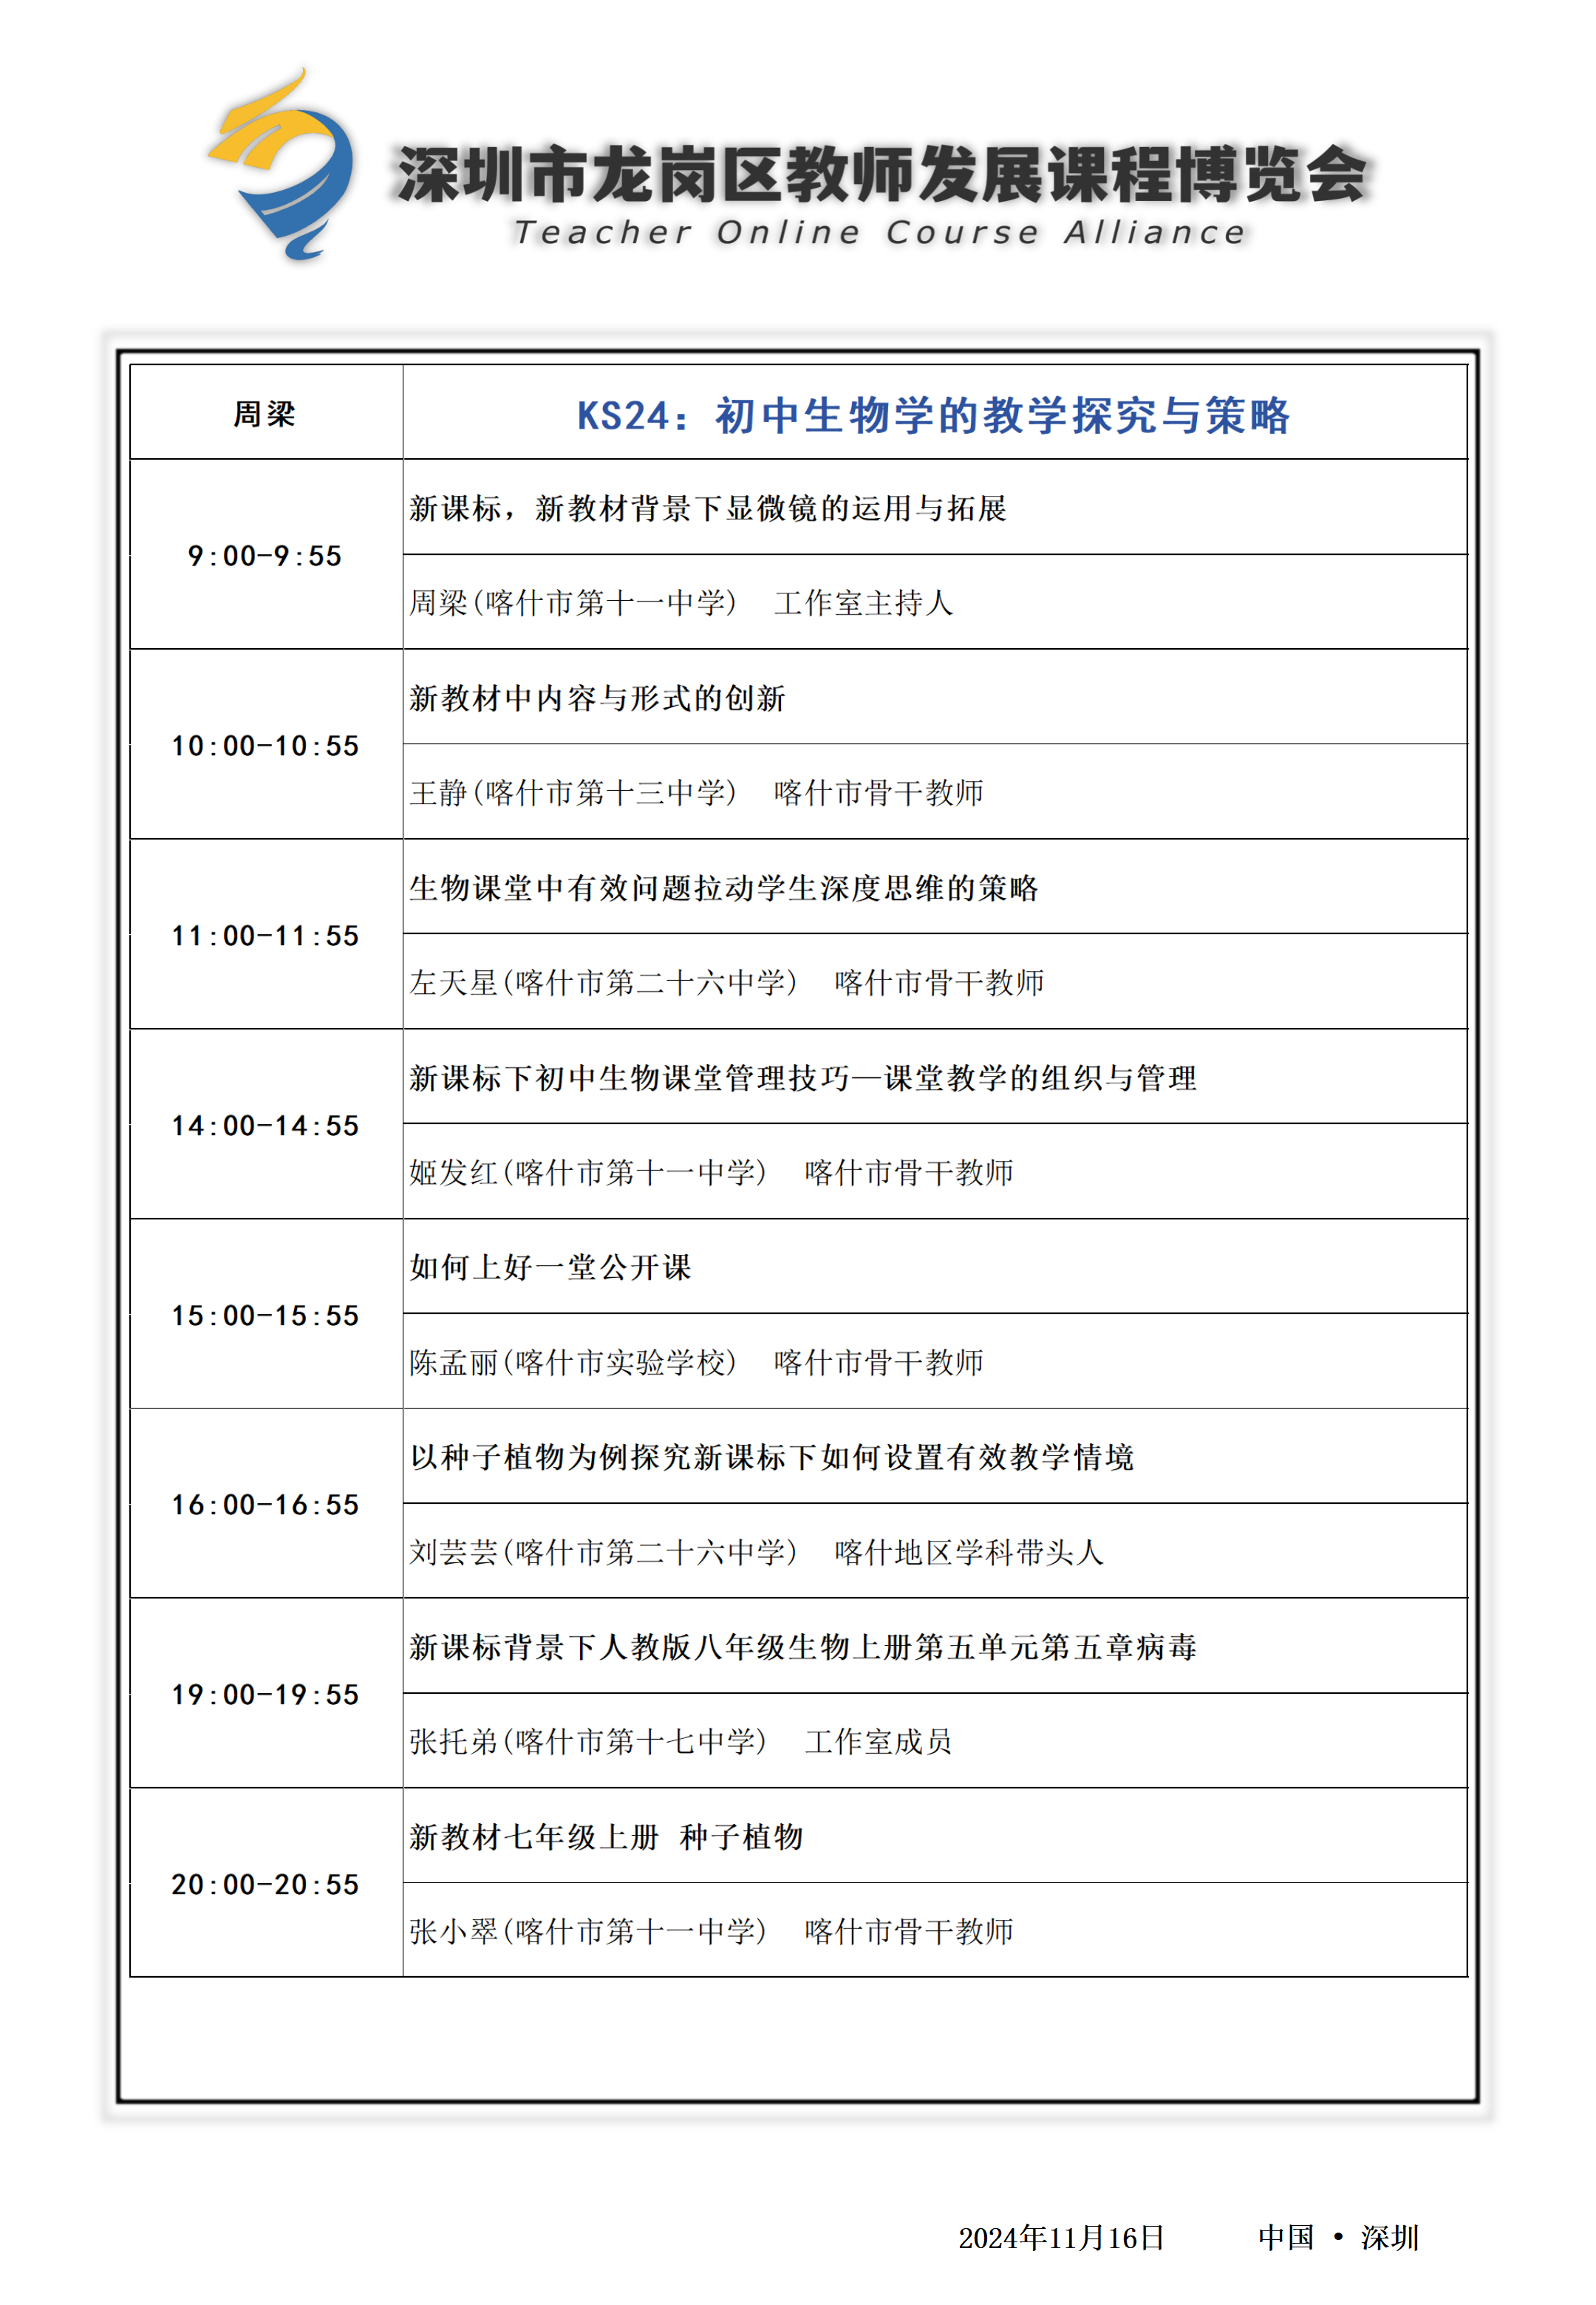 深圳市龙岗区教师发展课程博览会
Teacher Online Course Alliance
周梁
KS24：初中生物学的教学探究与策略
9:00-9:55
新课标，新教材背景下显微镜的运用与拓展
周梁(喀什市第十一中学) 工作室主持人
10:00-10:55
新教材中内容与形式的创新
王静(喀什市第十三中学) 喀什市骨干教师
11:00-11:55
生物课堂中有效问题拉动学生深度思维的策略
左天星(喀什市第二十六中学) 喀什市骨干教师
14:00-14:55
新课标下初中生物课堂管理技巧—课堂教学的组织与管理
姬发红(喀什市第十一中学) 喀什市骨干教师
15:00-15:55
如何上好一堂公开课
陈孟丽(喀什市实验学校) 喀什市骨干教师
16:00-16:55
以种子植物为例探究新课标下如何设置有效教学情境
刘芸芸(喀什市第二十六中学) 喀什地区学科带头人
19:00-19:55
新课标背景下人教版八年级生物上册第五单元第五章病毒
张托弟(喀什市第十七中学) 工作室成员
20:00-20:55
新教材七年级上册 种子植物
张小翠(喀什市第十一中学) 喀什市骨干教师
2024年11月16日 中国 • 深圳